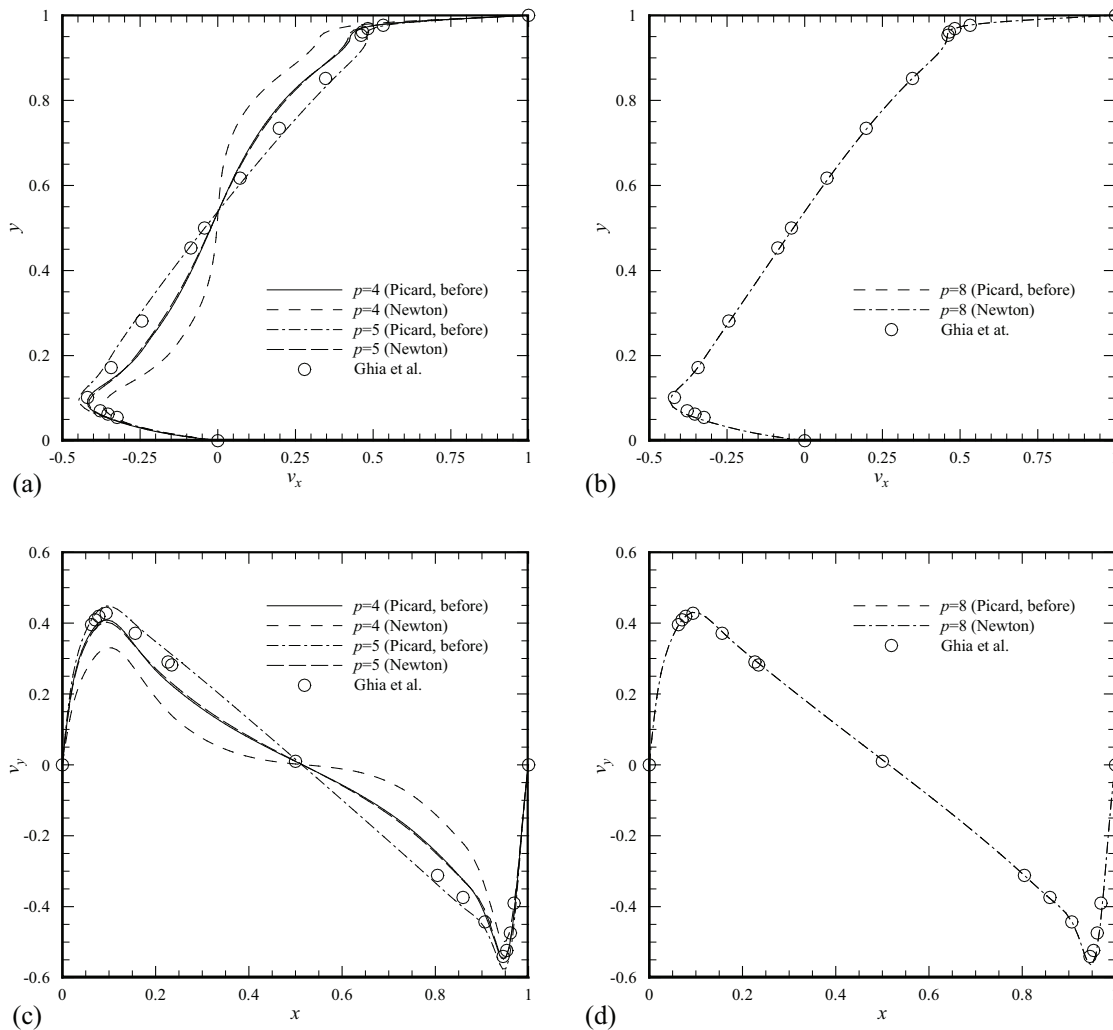 1
0.8
0.6
0.4
0.2
0
y
-0.5
-0.25
0
0.25
0.5
0.75
1
v_x
p=4 (Picard, before)
p=4 (Newton)
p=5 (Picard, before)
p=5 (Newton)
Ghia et al.
(a)
1
0.8
0.6
0.4
0.2
0
y
-0.5
-0.25
0
0.25
0.5
0.75
v_x
p=8 (Picard, before)
p=8 (Newton)
Ghia et at.
(b)
0.6
0.4
0.2
0
-0.2
-0.4
-0.6
v_y
0
0.2
0.4
0.6
0.8
1
x
p=4 (Picard, before)
p=4 (Newton)
p=5 (Picard, before)
p=5 (Newton)
Ghia et al.
(c)
0.6
0.4
0.2
0
-0.2
-0.4
-0.6
v_y
0
0.2
0.4
0.6
0.8
x
p=8 (Picard, before)
p=8 (Newton)
Ghia et al.
(d)